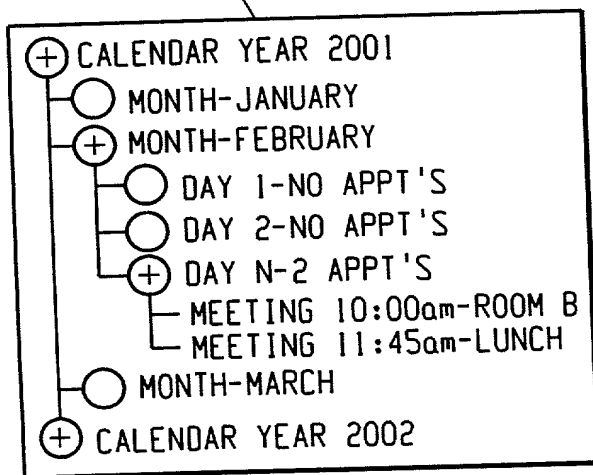 CALENDAR YEAR 2001
MONTH-JANUARY
MONTH-FEBRUARY
DAY 1-NO APPT'S
DAY 2-NO APPT'S
DAY N-2 APPT'S
MEETING 10:00am-ROOM B
MEETING 11:45am-LUNCH
MONTH-MARCH
CALENDAR YEAR 2002